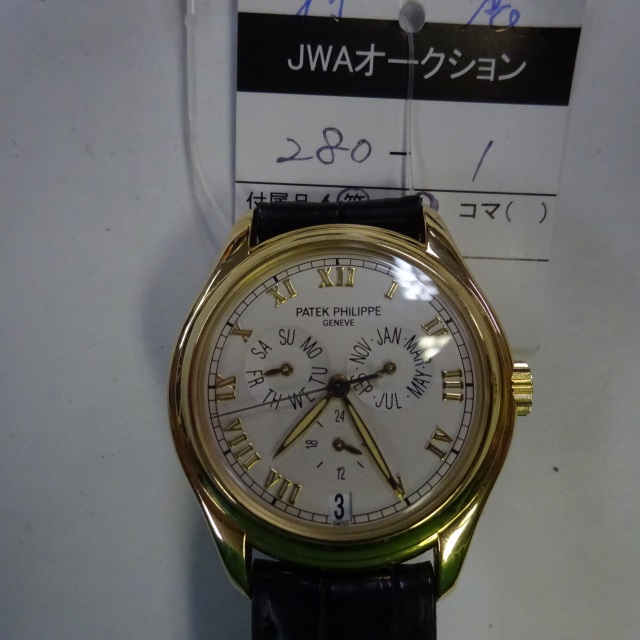 JWAオークション
280 - 1
付属品 箱 コマ( )
XII
I
II
III
IIII
VII
VIII
IX
X
XI
PATEK PHILIPPE
GENEVE
SA SU MO TU WE TH FR
NOV JAN MAR MAY JUL SEP
24
18
12
3